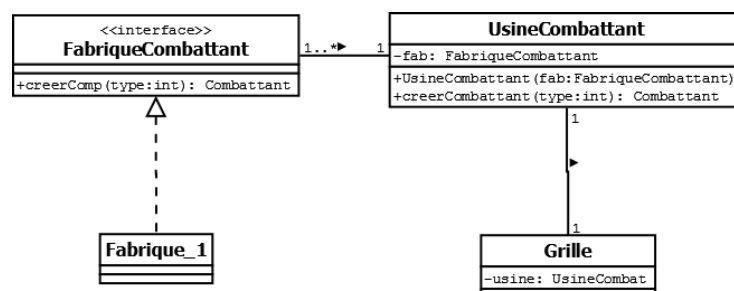 <<interface>>
FabriqueCombattant
+creerComp(type:int): Combattant
1..*
1
UsineCombattant
-fab: FabriqueCombattant
+UsineCombattant(fab:FabriqueCombattant)
+creerCombattant(type:int): Combattant
1
1
Fabrique_1
Grille
-usine: UsineCombat